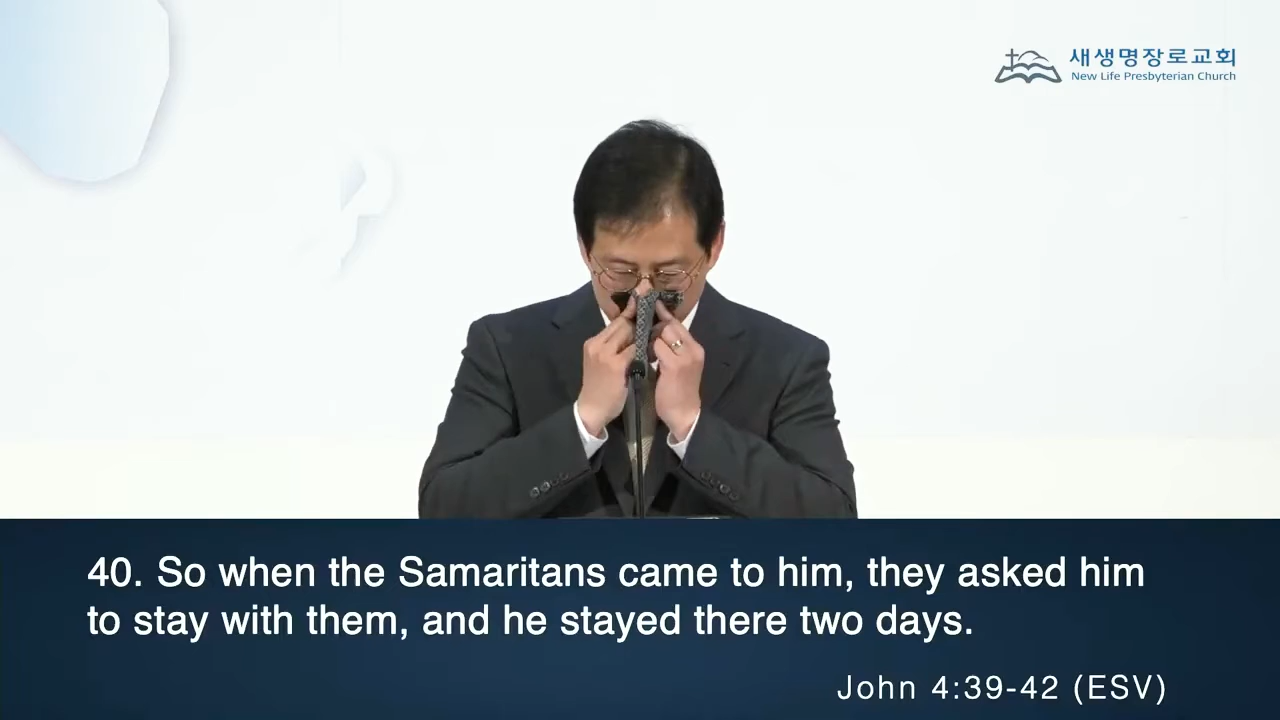 새생명장로교회
New Life Presbyterian Church
40. So when the Samaritans came to him, they asked him
to stay with them, and he stayed there two days.
John 4:39-42 (ESV)